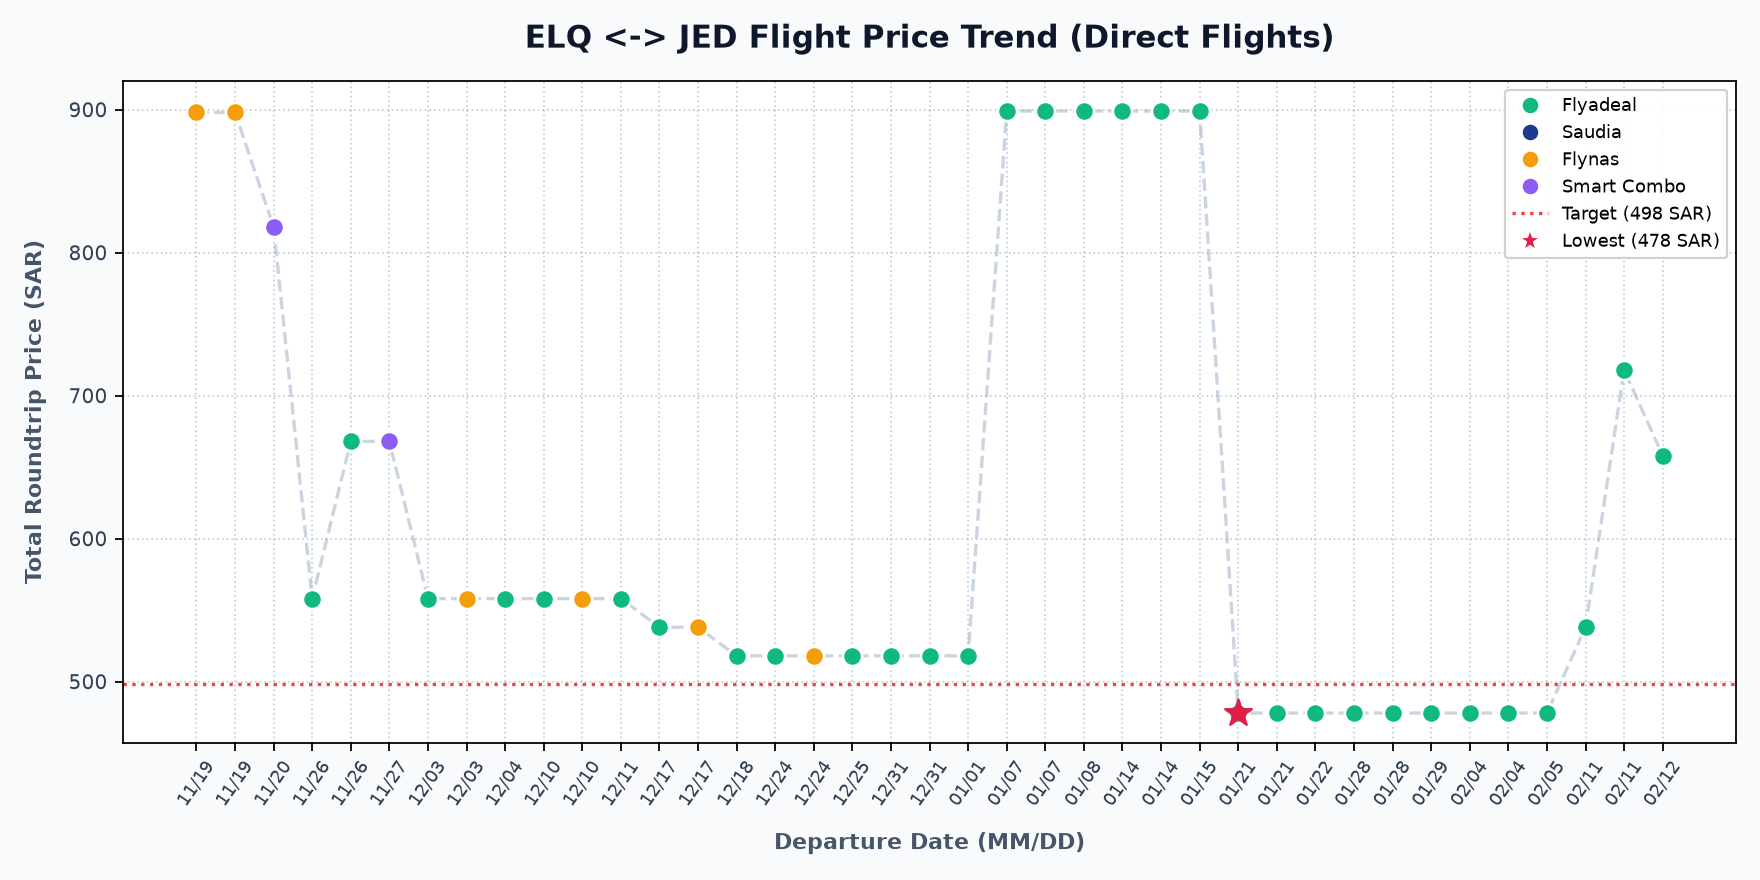 ELQ <-> JED Flight Price Trend (Direct Flights)
Total Roundtrip Price (SAR)
900
800
700
600
500
Flyadeal
Saudia
Flynas
Smart Combo
Target (498 SAR)
Lowest (478 SAR)
11/19 11/19 11/20 11/26 11/26 11/27 12/03 12/03 12/04 12/10 12/10 12/11 12/17 12/17 12/18 12/24 12/24 12/25 12/31 12/31 01/01 01/07 01/07 01/08 01/14 01/14 01/15 01/21 01/21 01/22 01/28 01/28 01/29 02/04 02/04 02/05 02/11 02/11 02/12
Departure Date (MM/DD)